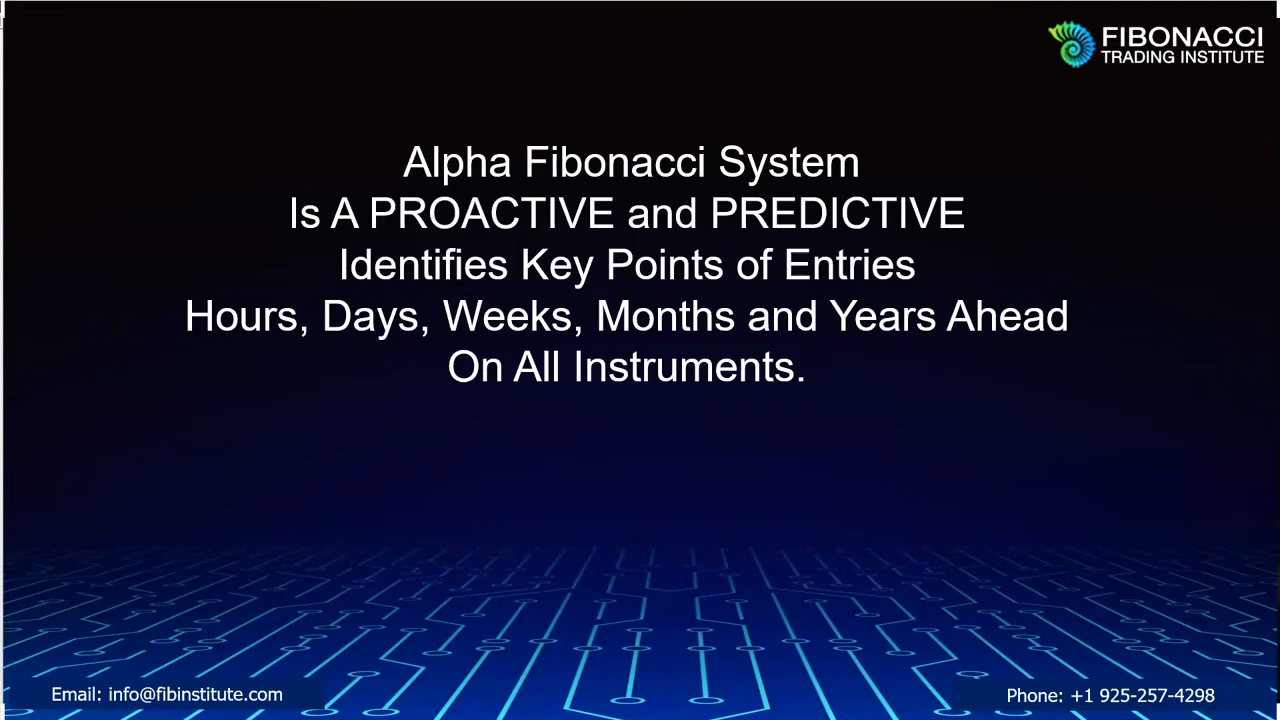 FIBONACCI
TRADING INSTITUTE
Alpha Fibonacci System
Is A PROACTIVE and PREDICTIVE
Identifies Key Points of Entries
Hours, Days, Weeks, Months and Years Ahead
On All Instruments.
Email: info@fibinstitute.com
Phone: +1 925-257-4298